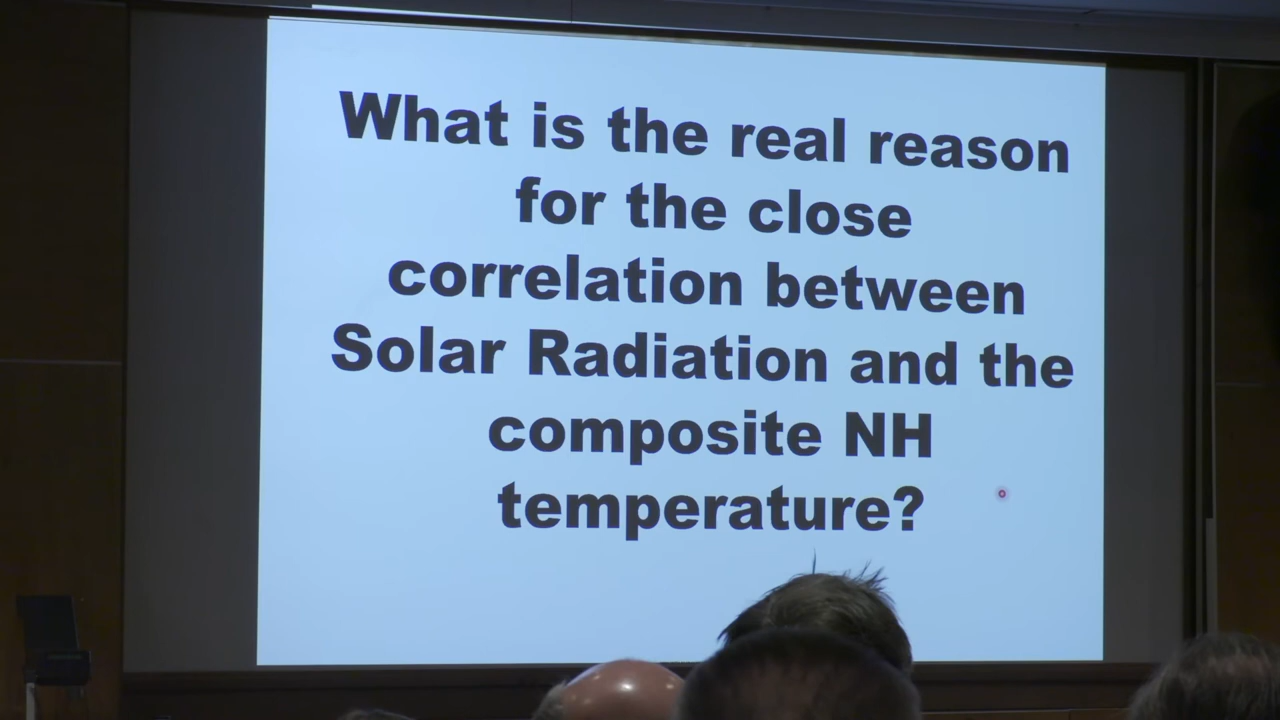 What is the real reason
for the close
correlation between
Solar Radiation and the
composite NH
temperature?